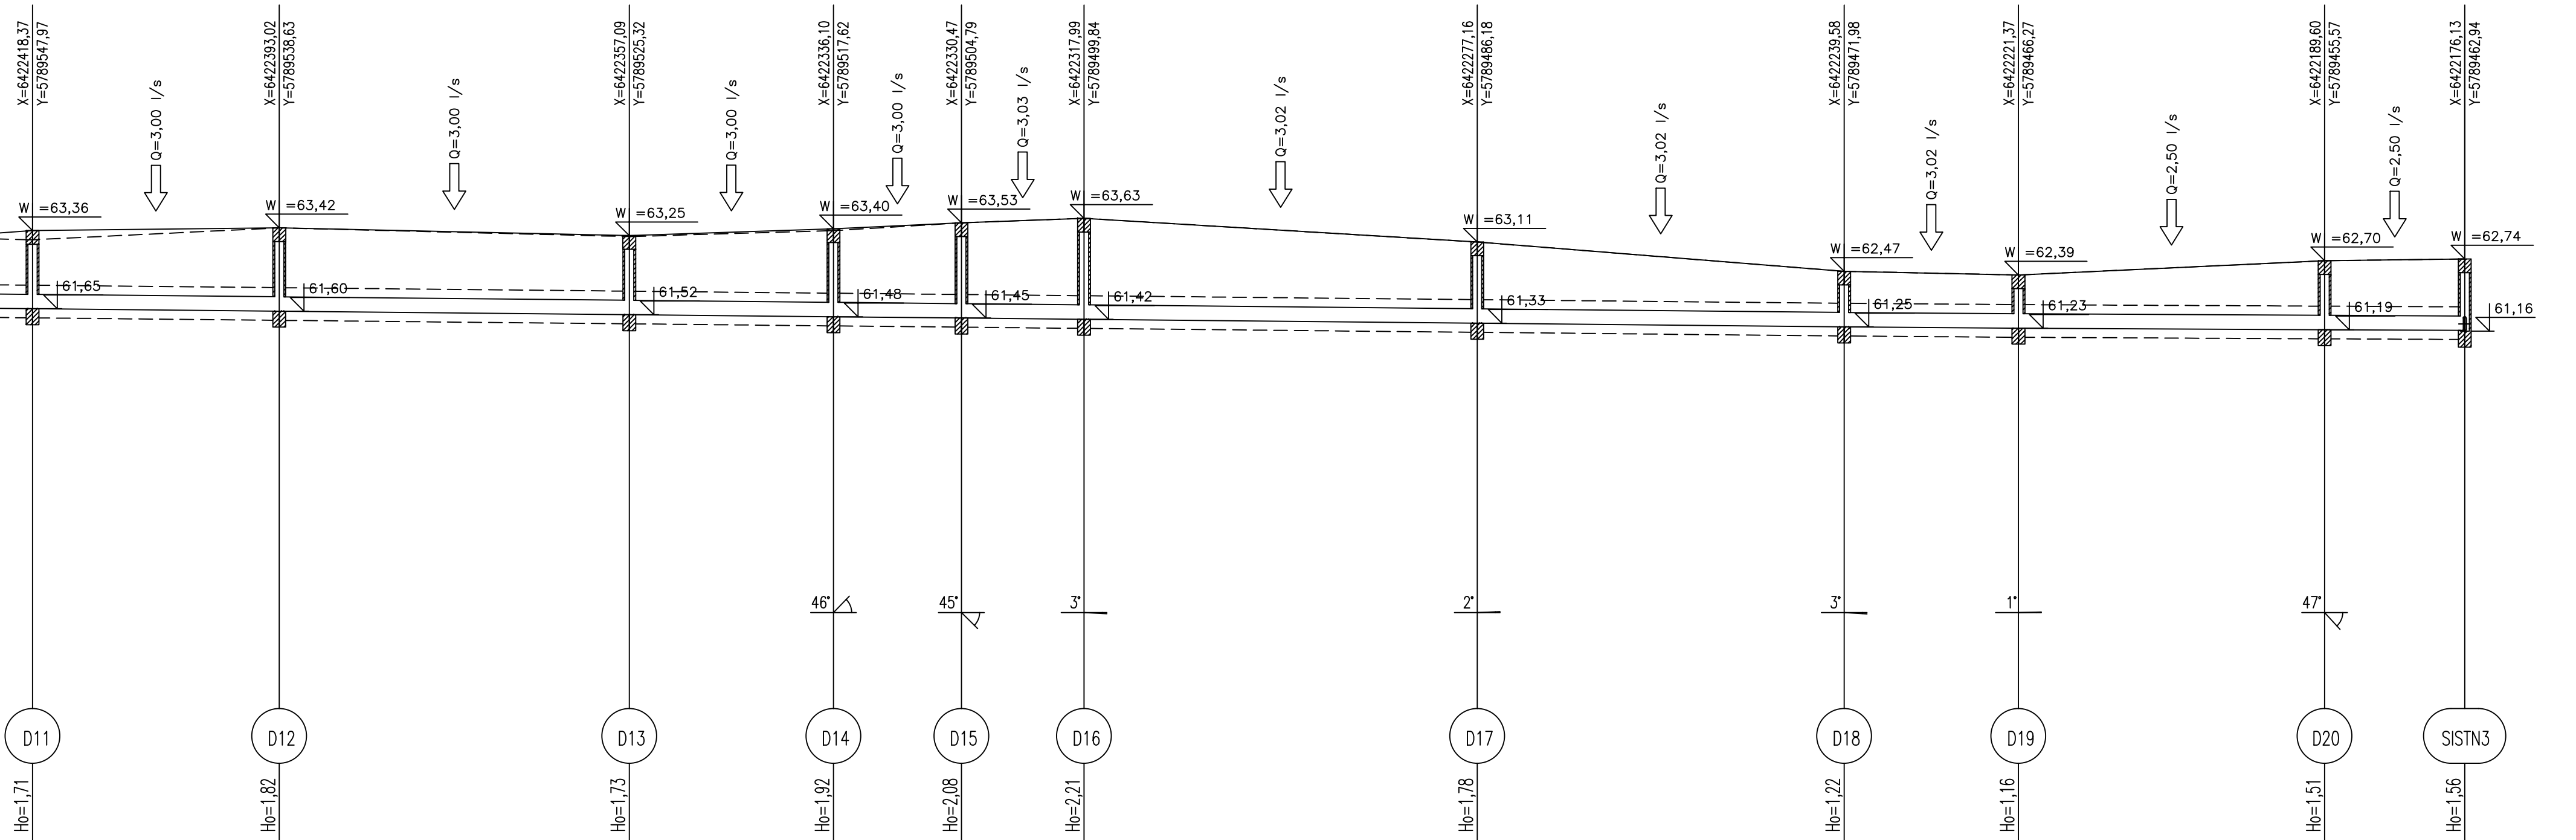 X=6422418,37
Y=5789547,97
X=6422393,02
Y=5789538,63
X=6422357,09
Y=5789525,32
X=6422336,10
Y=5789517,62
X=6422330,47
Y=5789504,79
X=6422317,99
Y=5789499,84
X=6422277,16
Y=5789486,18
X=6422239,58
Y=5789471,98
X=6422221,37
Y=5789466,27
X=6422189,60
Y=5789455,57
X=6422176,13
Y=5789462,94
Q=3,00 l/s
Q=3,00 l/s
Q=3,00 l/s
Q=3,00 l/s
Q=3,03 l/s
Q=3,02 l/s
Q=3,02 l/s
Q=3,02 l/s
Q=2,50 l/s
Q=2,50 l/s
W =63,36
W =63,42
W =63,25
W =63,40
W =63,53
W =63,63
W =63,11
W =62,47
W =62,39
W =62,70
W =62,74
61,65
61,60
61,52
61,48
61,45
61,42
61,33
61,25
61,23
61,19
61,16
46°
45°
3°
2°
3°
1°
47°
D11
D12
D13
D14
D15
D16
D17
D18
D19
D20
SISTN3
Ho=1,71
Ho=1,82
Ho=1,73
Ho=1,92
Ho=2,08
Ho=2,21
Ho=1,78
Ho=1,22
Ho=1,16
Ho=1,51
Ho=1,56